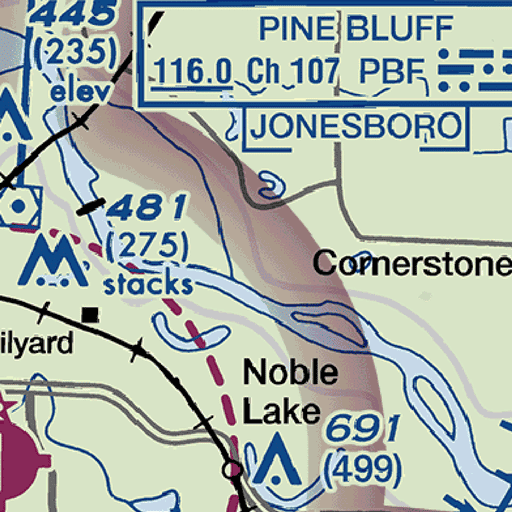 445
(235)
elev
PINE BLUFF
116.0 Ch 107 PBF
JONESBORO
481
(275)
stacks
Cornerstone
ilyard
Noble
Lake
691
(499)